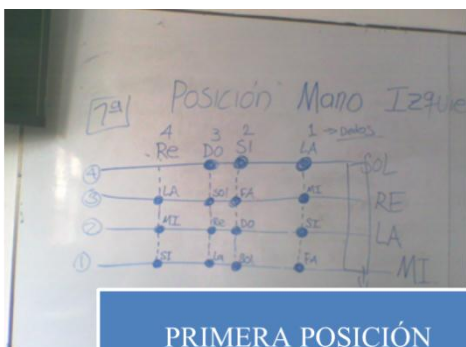 1ª Posición Mano Izquie
4 3 2 1 → Dedos
Re Do SI LA
4 SOL
3 LA SOL FA MI RE
2 MI Re DO SI LA
1 SI La Sol FA MI
PRIMERA POSICIÓN